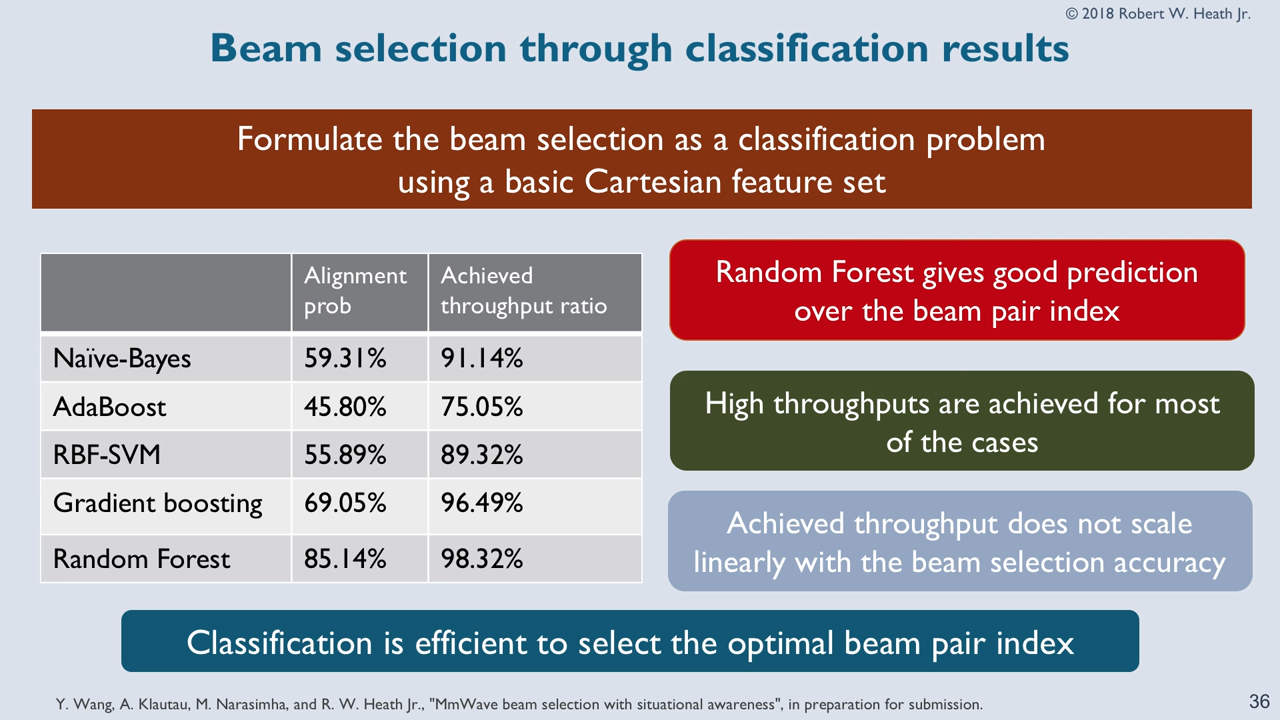 © 2018 Robert W. Heath Jr.
Beam selection through classification results
Formulate the beam selection as a classification problem
using a basic Cartesian feature set
Alignment prob Achieved throughput ratio
Naïve-Bayes 59.31% 91.14%
AdaBoost 45.80% 75.05%
RBF-SVM 55.89% 89.32%
Gradient boosting 69.05% 96.49%
Random Forest 85.14% 98.32%
Random Forest gives good prediction
over the beam pair index
High throughputs are achieved for most
of the cases
Achieved throughput does not scale
linearly with the beam selection accuracy
Classification is efficient to select the optimal beam pair index
Y. Wang, A. Klautau, M. Narasimha, and R. W. Heath Jr., "MmWave beam selection with situational awareness", in preparation for submission.
36